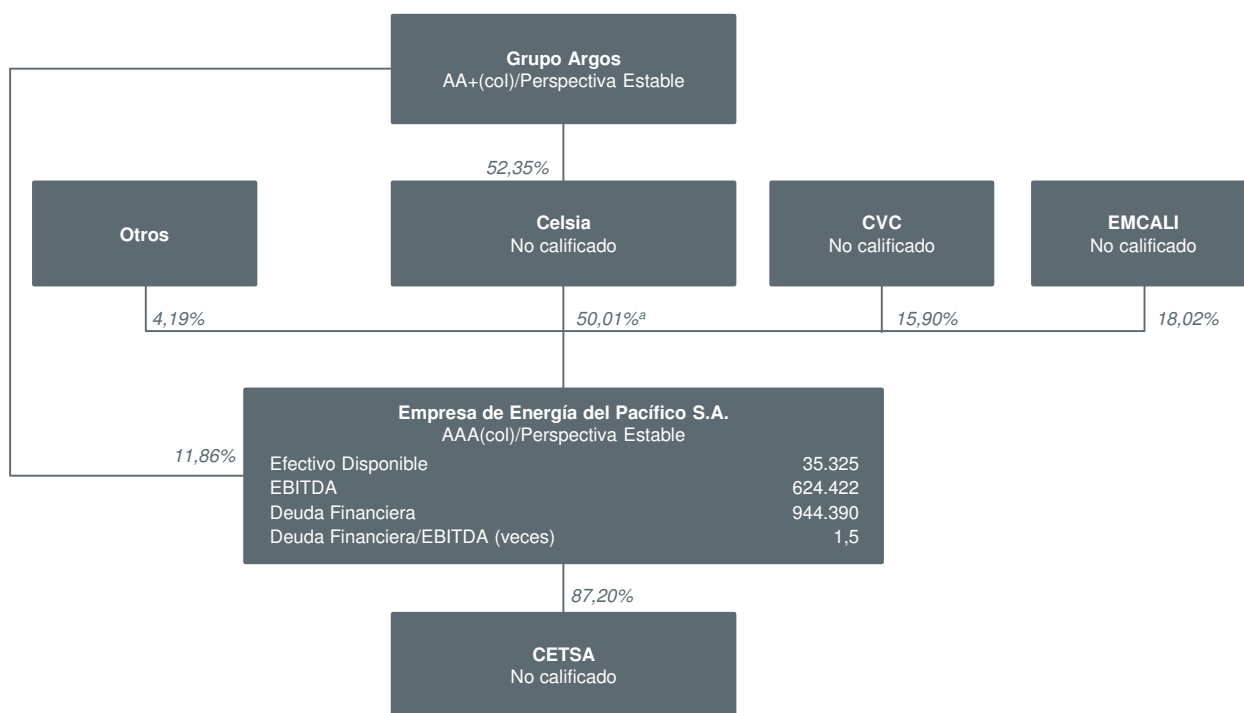 Grupo Argos
AA+(col)/Perspectiva Estable
52,35%
Otros
Celsia
No calificado
CVC
No calificado
EMCALI
No calificado
4,19%
50,01%ª
15,90%
18,02%
Empresa de Energía del Pacífico S.A.
AAA(col)/Perspectiva Estable
11,86%
Efectivo Disponible 35.325
EBITDA 624.422
Deuda Financiera 944.390
Deuda Financiera/EBITDA (veces) 1,5
87,20%
CETSA
No calificado